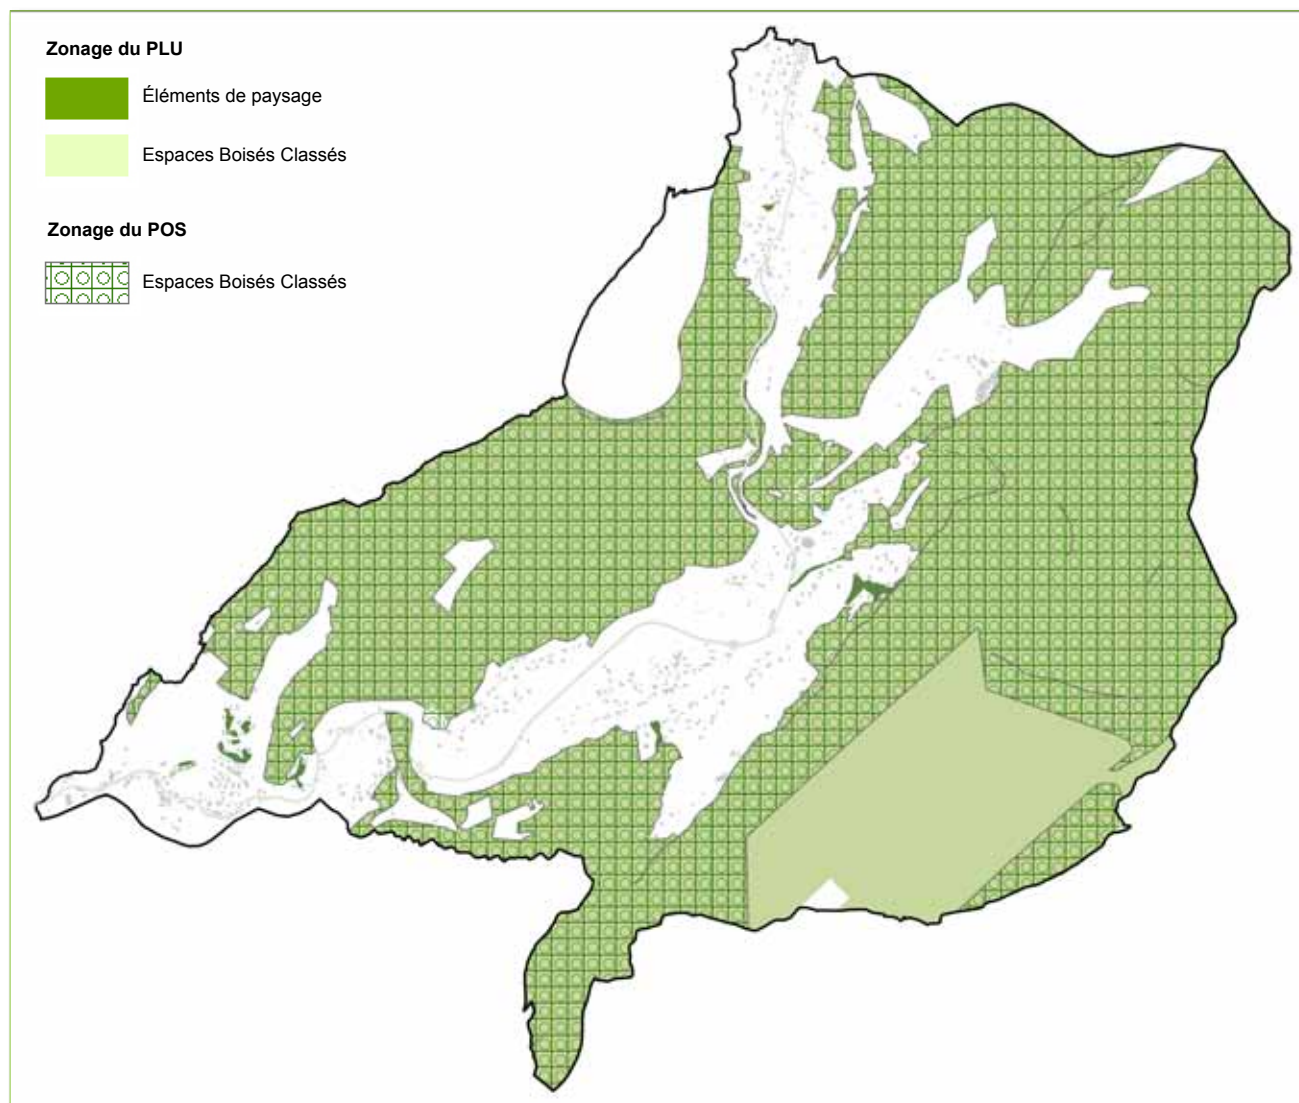 Zonage du PLU
Éléments de paysage
Espaces Boisés Classés
Zonage du POS
Espaces Boisés Classés